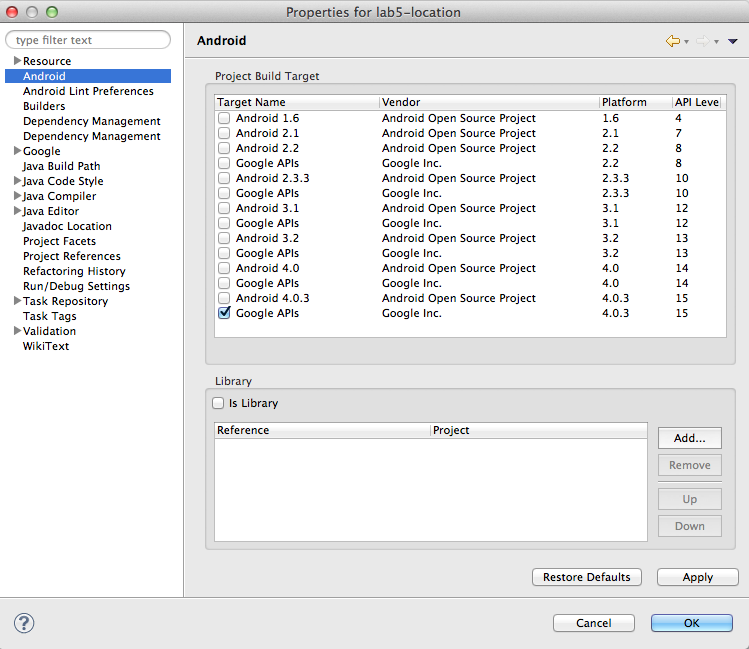 Properties for lab5-location
type filter text
Resource
Android
Android Lint Preferences
Builders
Dependency Management
Dependency Management
Google
Java Build Path
Java Code Style
Java Compiler
Java Editor
Javadoc Location
Project Facets
Project References
Refactoring History
Run/Debug Settings
Task Repository
Task Tags
Validation
WikiText
Android
Project Build Target
Target Name Vendor Platform API Leve
Android 1.6 Android Open Source Project 1.6 4
Android 2.1 Android Open Source Project 2.1 7
Android 2.2 Android Open Source Project 2.2 8
Google APIs Google Inc. 2.2 8
Android 2.3.3 Android Open Source Project 2.3.3 10
Google APIs Google Inc. 2.3.3 10
Android 3.1 Android Open Source Project 3.1 12
Google APIs Google Inc. 3.1 12
Android 3.2 Android Open Source Project 3.2 13
Google APIs Google Inc. 3.2 13
Android 4.0 Android Open Source Project 4.0 14
Google APIs Google Inc. 4.0 14
Android 4.0.3 Android Open Source Project 4.0.3 15
Google APIs Google Inc. 4.0.3 15
Library
Is Library
Reference Project
Add...
Remove
Up
Down
Restore Defaults Apply
? Cancel OK